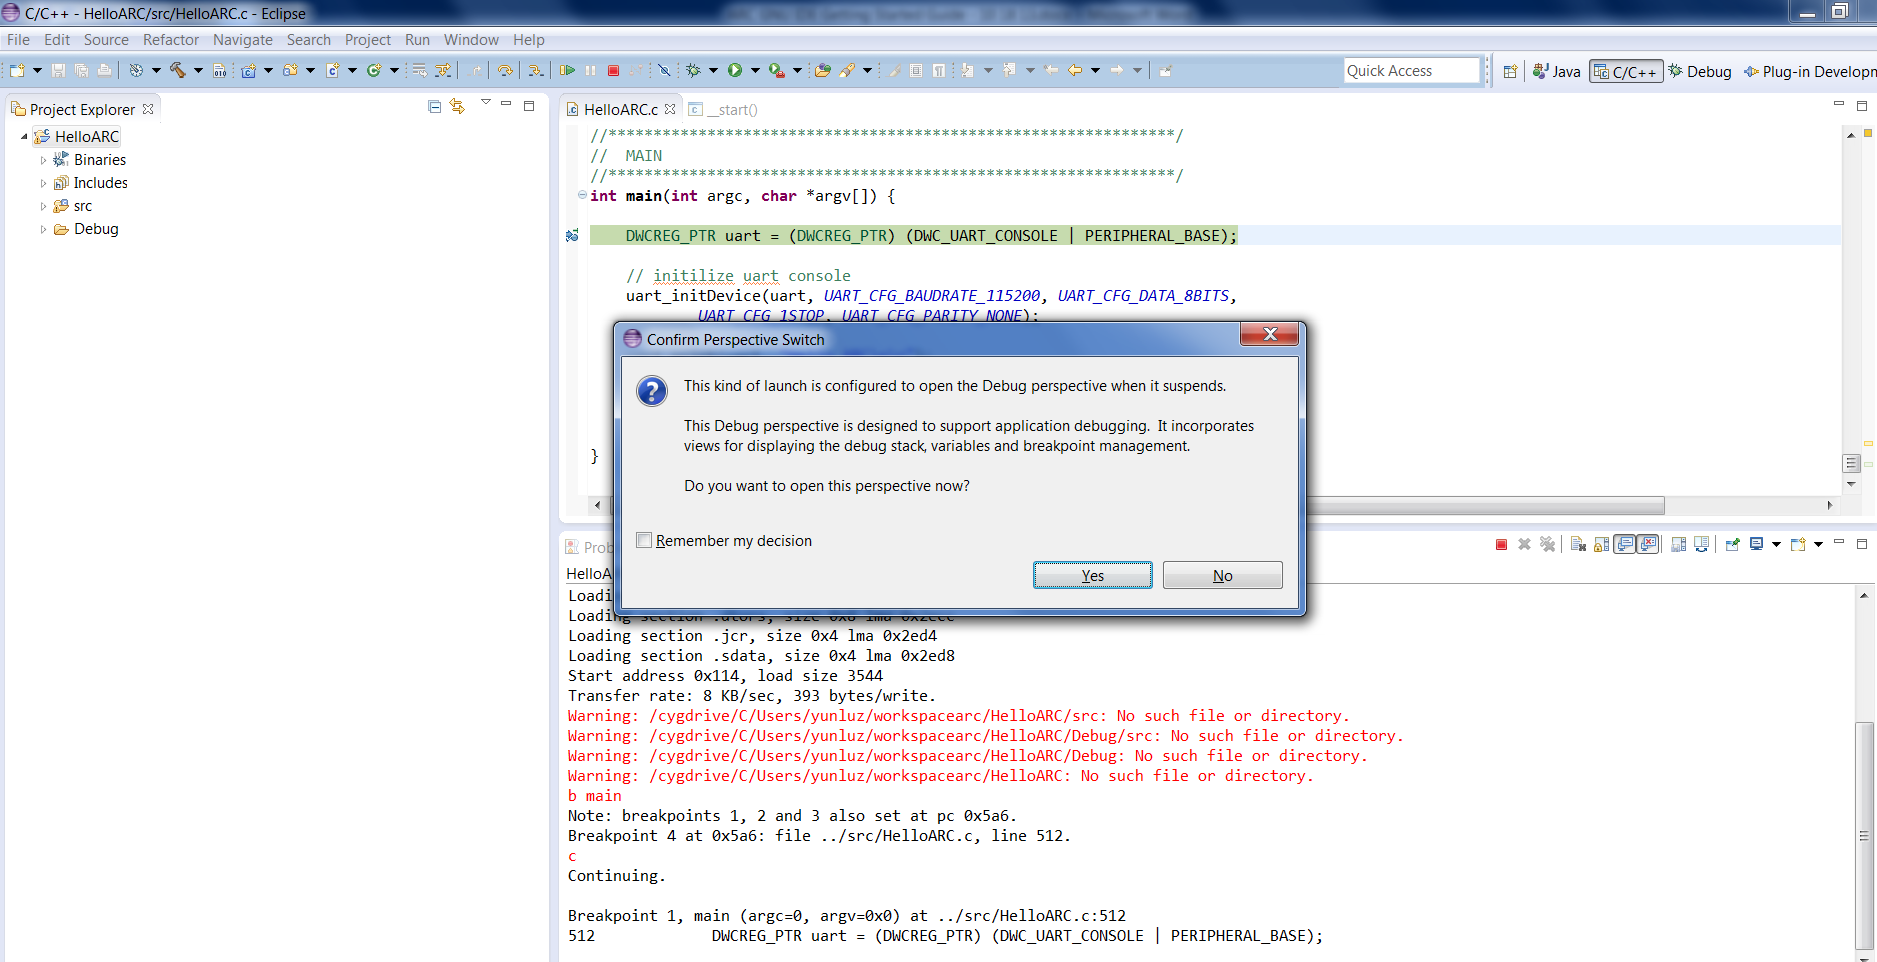 C/C++ - HelloARC/src/HelloARC.c - Eclipse
File Edit Source Refactor Navigate Search Project Run Window Help
Quick Access
Java
C/C++
Debug
Plug-in Developn
Project Explorer
HelloARC
Binaries
Includes
src
Debug
HelloARC.c
__start()
//***************************************************************/
// MAIN
//***************************************************************/
int main(int argc, char *argv[]) {
DWCREG_PTR uart = (DWCREG_PTR) (DWC_UART_CONSOLE | PERIPHERAL_BASE);
// initilize uart console
uart_initDevice(uart, UART_CFG_BAUDRATE_115200, UART_CFG_DATA_8BITS,
UART_CFG_1STOP, UART_CFG_PARITY_NONE);
}
Confirm Perspective Switch
This kind of launch is configured to open the Debug perspective when it suspends.
This Debug perspective is designed to support application debugging. It incorporates
views for displaying the debug stack, variables and breakpoint management.
Do you want to open this perspective now?
Remember my decision
Yes No
Prob
HelloA
Loadi
Loading section .dtors, size 0x8 lma 0x2ecc
Loading section .jcr, size 0x4 lma 0x2ed4
Loading section .sdata, size 0x4 lma 0x2ed8
Start address 0x114, load size 3544
Transfer rate: 8 KB/sec, 393 bytes/write.
Warning: /cygdrive/C/Users/yunluz/workspacearc/HelloARC/src: No such file or directory.
Warning: /cygdrive/C/Users/yunluz/workspacearc/HelloARC/Debug/src: No such file or directory.
Warning: /cygdrive/C/Users/yunluz/workspacearc/HelloARC/Debug: No such file or directory.
Warning: /cygdrive/C/Users/yunluz/workspacearc/HelloARC: No such file or directory.
b main
Note: breakpoints 1, 2 and 3 also set at pc 0x5a6.
Breakpoint 4 at 0x5a6: file ../src/HelloARC.c, line 512.
c
Continuing.
Breakpoint 1, main (argc=0, argv=0x0) at ../src/HelloARC.c:512
512 DWCREG_PTR uart = (DWCREG_PTR) (DWC_UART_CONSOLE | PERIPHERAL_BASE);